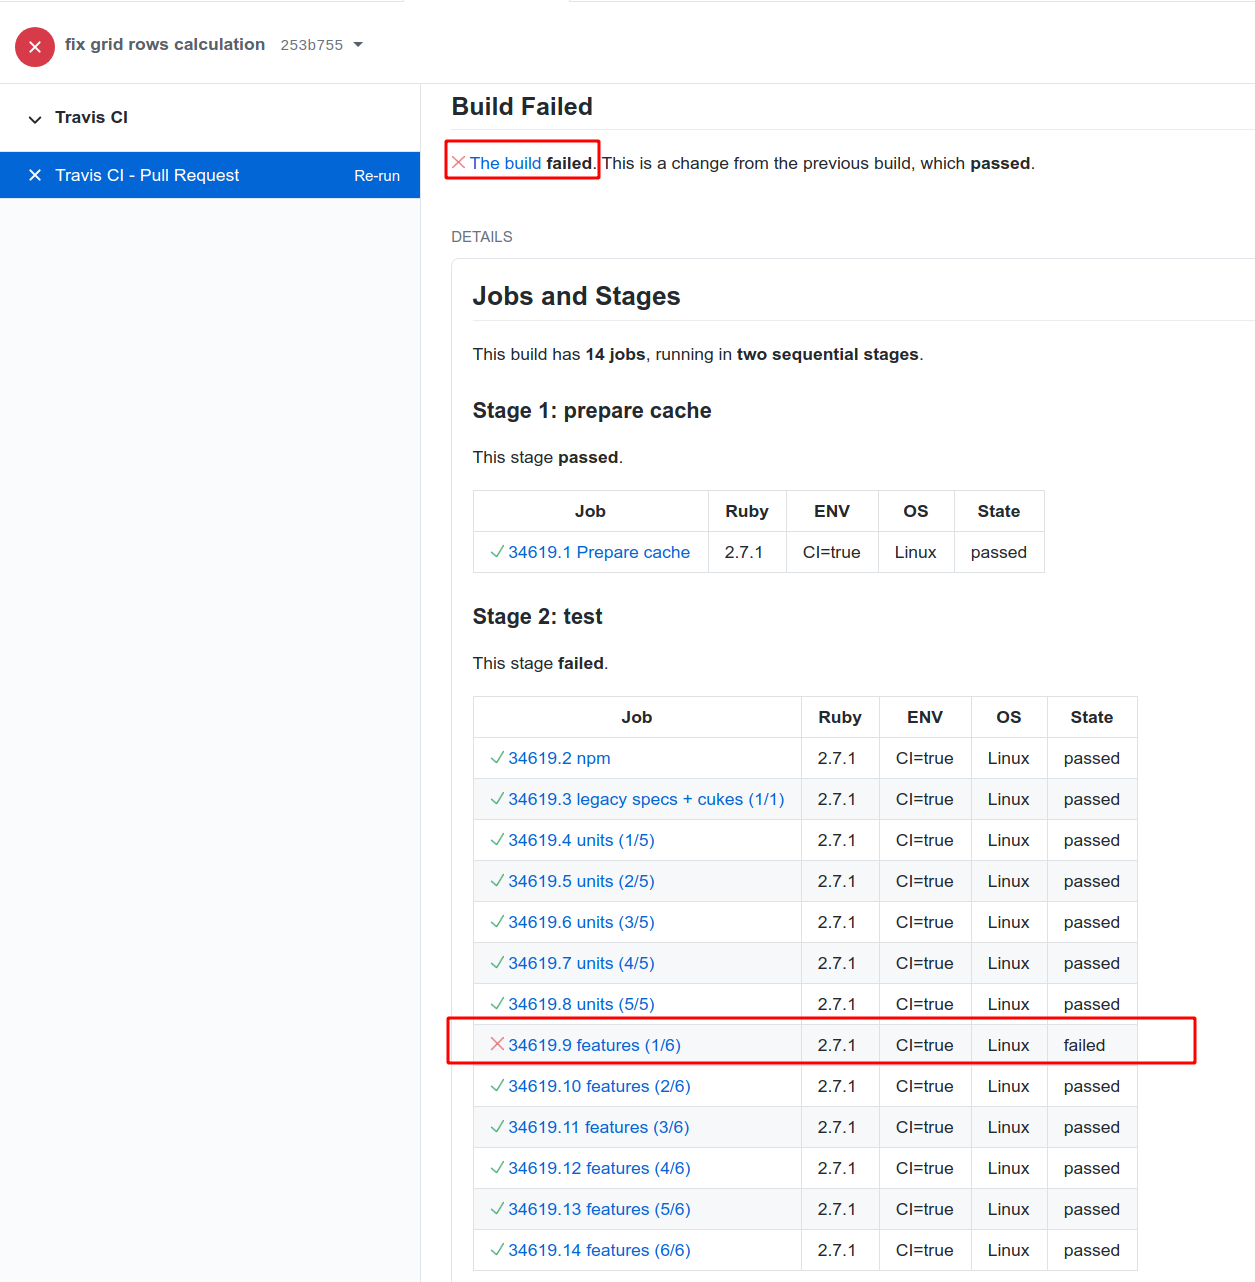 fix grid rows calculation 253b755
Travis CI
Travis CI - Pull Request Re-run
Build Failed
The build failed. This is a change from the previous build, which passed.
DETAILS
Jobs and Stages
This build has 14 jobs, running in two sequential stages.
Stage 1: prepare cache
This stage passed.
Job Ruby ENV OS State
34619.1 Prepare cache 2.7.1 CI=true Linux passed
Stage 2: test
This stage failed.
Job Ruby ENV OS State
34619.2 npm 2.7.1 CI=true Linux passed
34619.3 legacy specs + cukes (1/1) 2.7.1 CI=true Linux passed
34619.4 units (1/5) 2.7.1 CI=true Linux passed
34619.5 units (2/5) 2.7.1 CI=true Linux passed
34619.6 units (3/5) 2.7.1 CI=true Linux passed
34619.7 units (4/5) 2.7.1 CI=true Linux passed
34619.8 units (5/5) 2.7.1 CI=true Linux passed
34619.9 features (1/6) 2.7.1 CI=true Linux failed
34619.10 features (2/6) 2.7.1 CI=true Linux passed
34619.11 features (3/6) 2.7.1 CI=true Linux passed
34619.12 features (4/6) 2.7.1 CI=true Linux passed
34619.13 features (5/6) 2.7.1 CI=true Linux passed
34619.14 features (6/6) 2.7.1 CI=true Linux passed